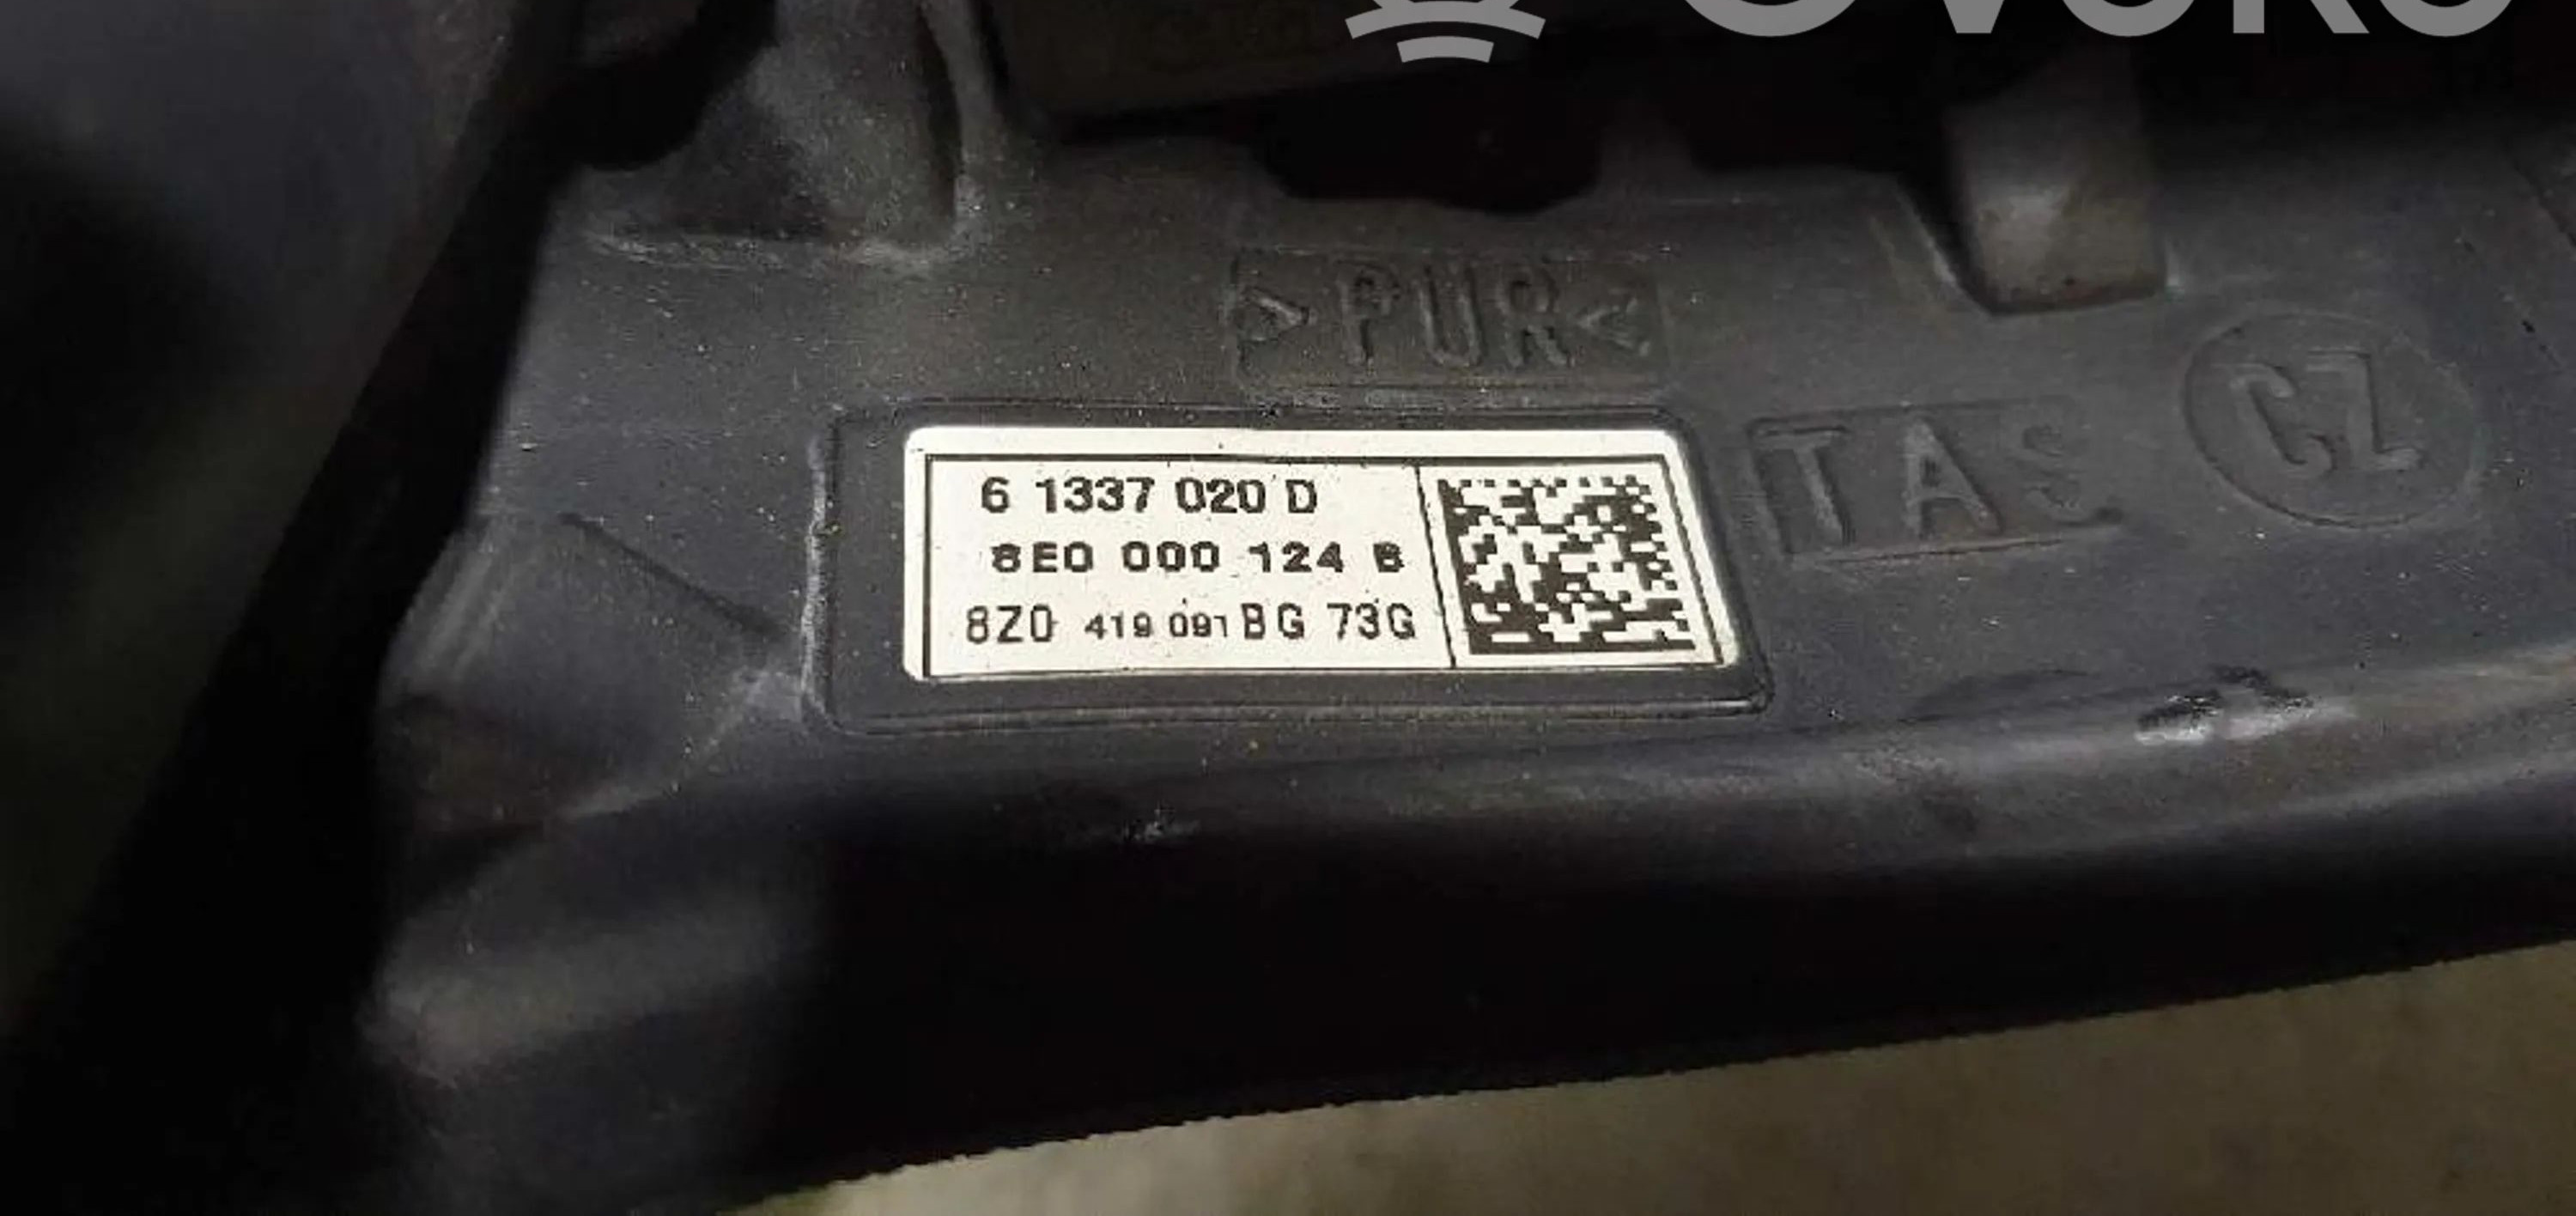 >PUR<
TAS
CZ
6 1337 020 D
8E0 000 124 B
8Z0 419 091 BG 73G